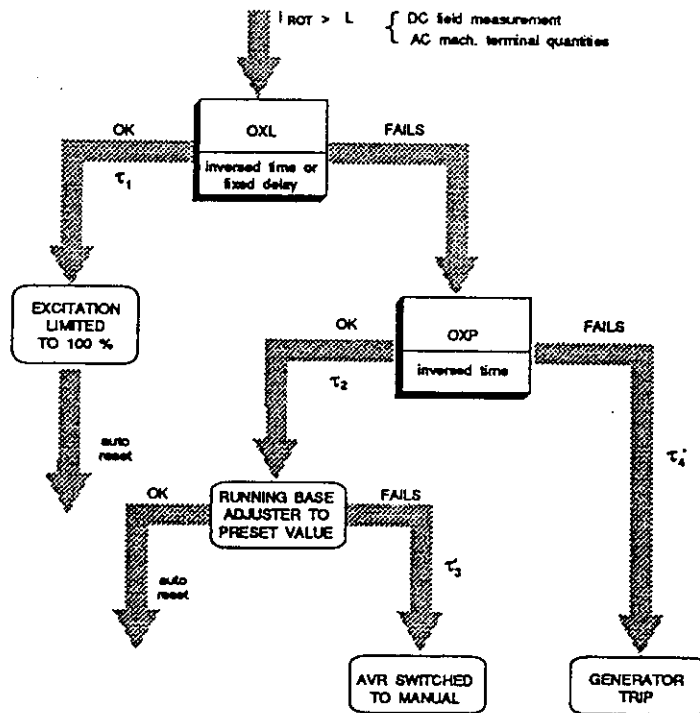 I ROT > L { DC field measurement
AC mach. terminal quantities
OK
OXL
FAILS
inversed time or
fixed delay
τ1
EXCITATION
LIMITED
TO 100 %
OK
OXP
FAILS
inversed time
τ2
auto
reset
τ4'
OK
RUNNING BASE
ADJUSTER TO
PRESET VALUE
FAILS
auto
reset
τ3
AVR SWITCHED
TO MANUAL
GENERATOR
TRIP